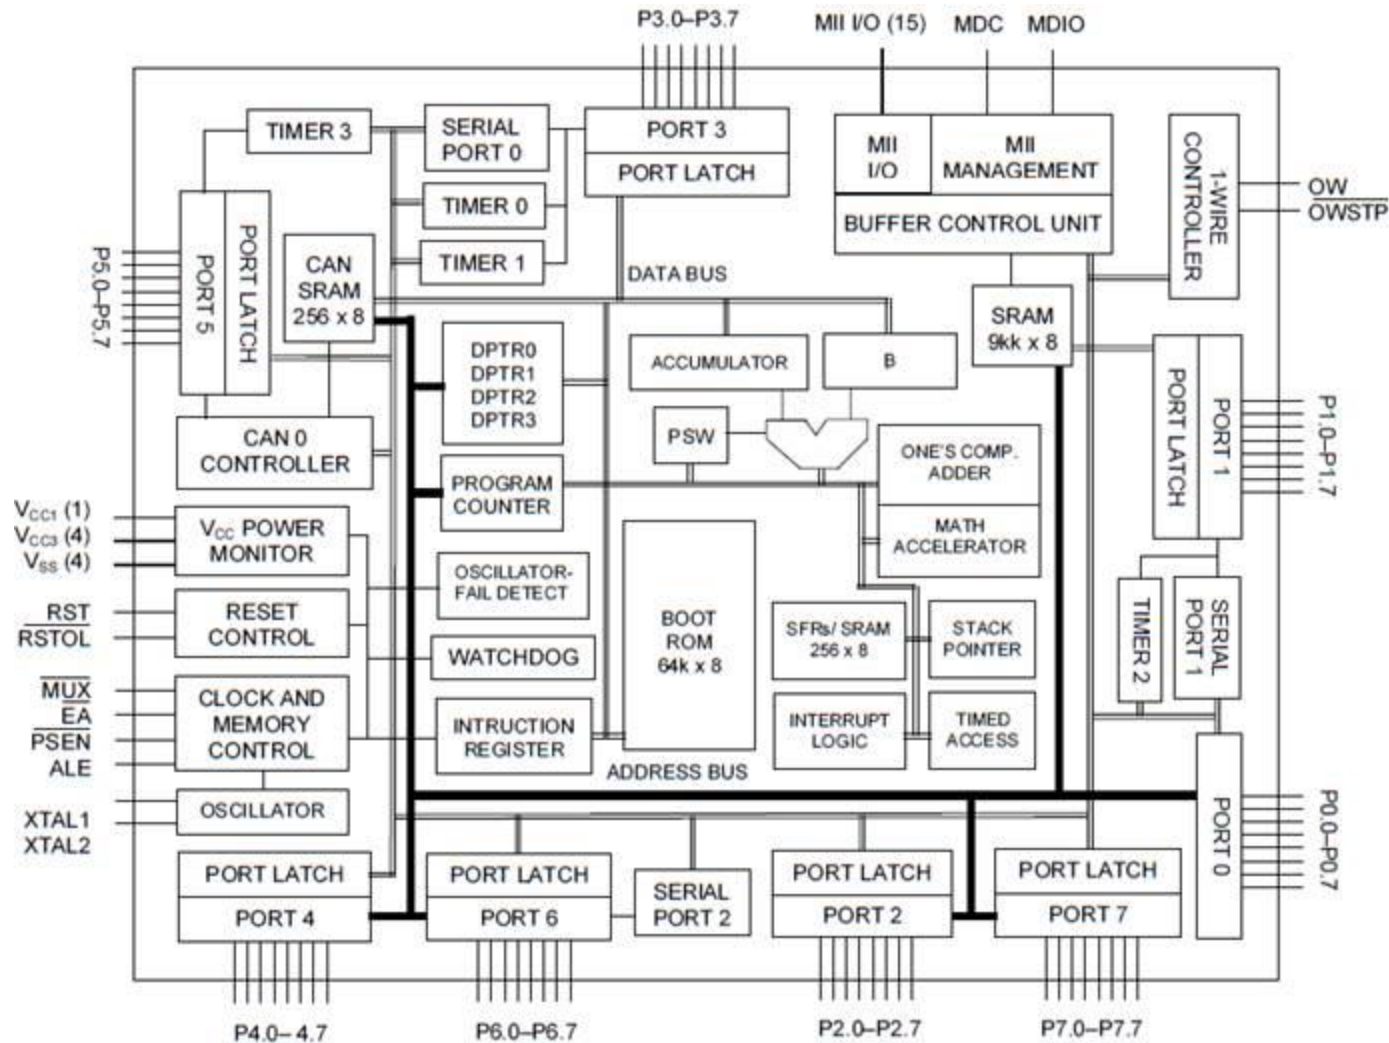 P3.0–P3.7
MII I/O (15)
MDC
MDIO
TIMER 3
SERIAL
PORT 0
PORT 3
PORT LATCH
MII
I/O
MII
MANAGEMENT
BUFFER CONTROL UNIT
1-WIRE
CONTROLLER
OW
OWSTP
TIMER 0
TIMER 1
P5.0–P5.7
PORT 5
PORT LATCH
CAN
SRAM
256 x 8
DATA BUS
SRAM
9kk x 8
DPTR0
DPTR1
DPTR2
DPTR3
ACCUMULATOR
B
PORT LATCH
PORT 1
P1.0–P1.7
CAN 0
CONTROLLER
PSW
PROGRAM
COUNTER
ONE'S COMP.
ADDER
MATH
ACCELERATOR
VCC1 (1)
VCC3 (4)
VSS (4)
VCC POWER
MONITOR
OSCILLATOR-
FAIL DETECT
RST
RSTOL
RESET
CONTROL
WATCHDOG
BOOT
ROM
64k x 8
SFRs/ SRAM
256 x 8
STACK
POINTER
TIMER 2
SERIAL
PORT 1
MUX
EA
PSEN
ALE
CLOCK AND
MEMORY
CONTROL
INTRUCTION
REGISTER
INTERRUPT
LOGIC
TIMED
ACCESS
ADDRESS BUS
XTAL1
XTAL2
OSCILLATOR
PORT 0
P0.0–P0.7
PORT LATCH
PORT 4
PORT LATCH
PORT 6
SERIAL
PORT 2
PORT LATCH
PORT 2
PORT LATCH
PORT 7
P4.0– 4.7
P6.0–P6.7
P2.0–P2.7
P7.0–P7.7